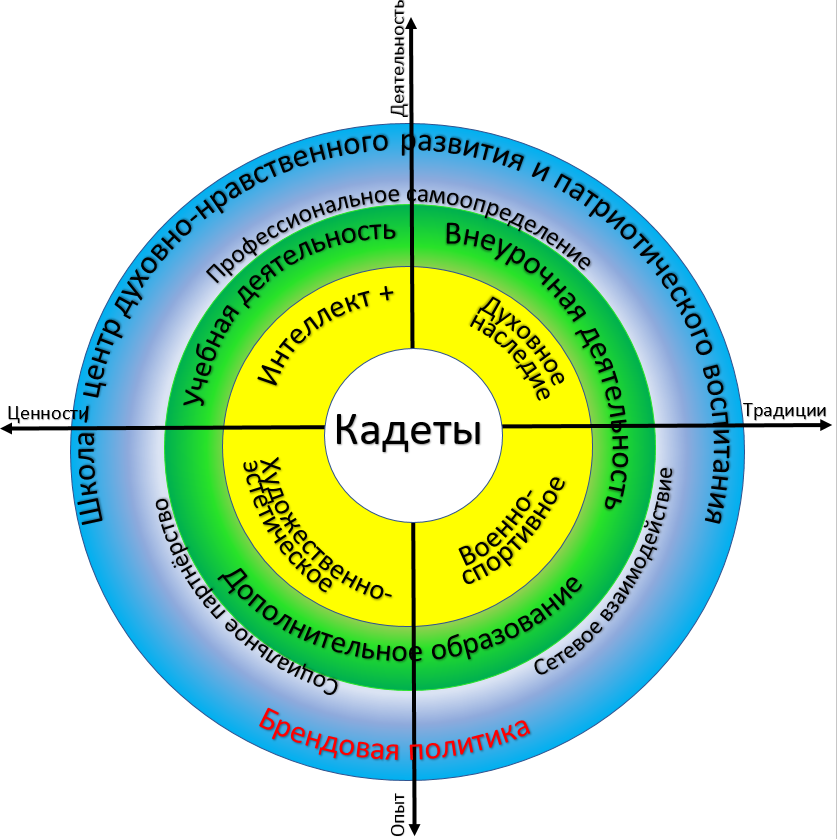 Деятельность
Школа – центр духовно-нравственного развития и патриотического воспитания
Профессиональное самоопределение
Учебная деятельность
Внеурочная деятельность
Интеллект +
Духовное
наследие
Ценности
Традиции
Кадеты
Художественно-
эстетическое
Военно-
спортивное
Дополнительное образование
Социальное партнёрство
Сетевое взаимодействие
Брендовая политика
Опыт